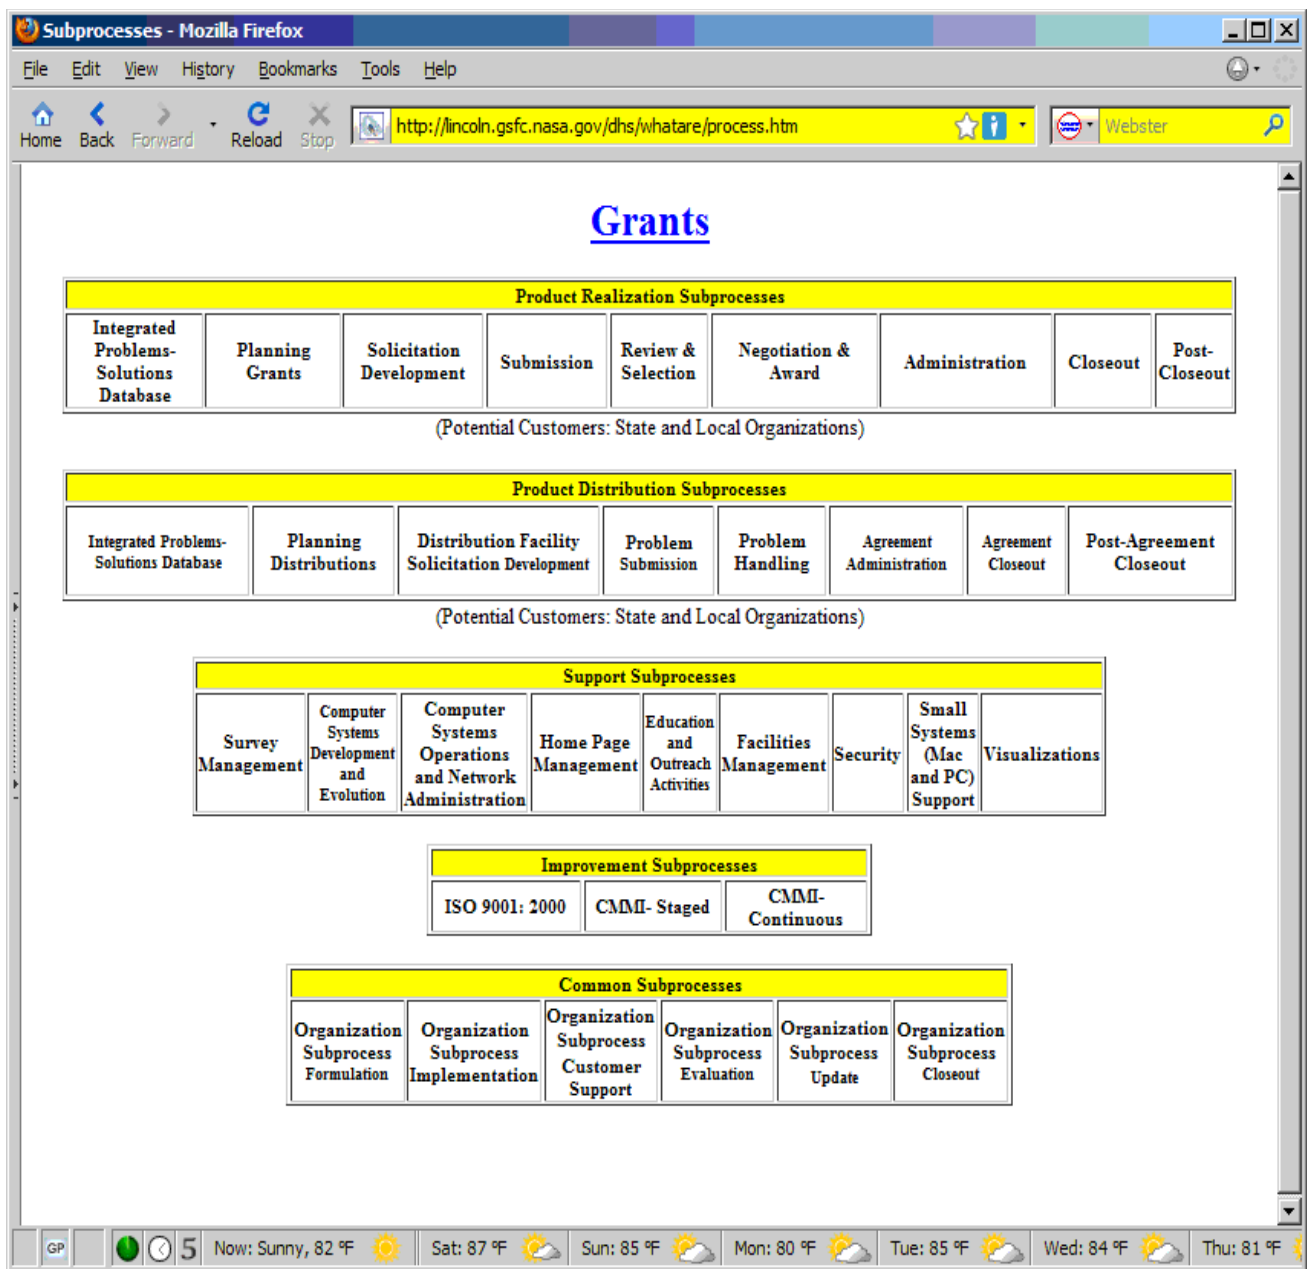 Subprocesses - Mozilla Firefox
File Edit View History Bookmarks Tools Help
Home Back Forward Reload Stop http://lincoln.gsfc.nasa.gov/dhs/whatare/process.htm Webster
Grants
Product Realization Subprocesses
Integrated
Problems-
Solutions
Database
Planning
Grants
Solicitation
Development
Submission
Review &
Selection
Negotiation &
Award
Administration
Closeout
Post-
Closeout
(Potential Customers: State and Local Organizations)
Product Distribution Subprocesses
Integrated Problems-
Solutions Database
Planning
Distributions
Distribution Facility
Solicitation Development
Problem
Submission
Problem
Handling
Agreement
Administration
Agreement
Closeout
Post-Agreement
Closeout
(Potential Customers: State and Local Organizations)
Support Subprocesses
Survey
Management
Computer
Systems
Development
and
Evolution
Computer
Systems
Operations
and Network
Administration
Home Page
Management
Education
and
Outreach
Activities
Facilities
Management
Security
Small
Systems
(Mac
and PC)
Support
Visualizations
Improvement Subprocesses
ISO 9001: 2000
CMMI- Staged
CMMI-
Continuous
Common Subprocesses
Organization
Subprocess
Formulation
Organization
Subprocess
Implementation
Organization
Subprocess
Customer
Support
Organization
Subprocess
Evaluation
Organization
Subprocess
Update
Organization
Subprocess
Closeout
GP 5 Now: Sunny, 82 °F Sat: 87 °F Sun: 85 °F Mon: 80 °F Tue: 85 °F Wed: 84 °F Thu: 81 °F